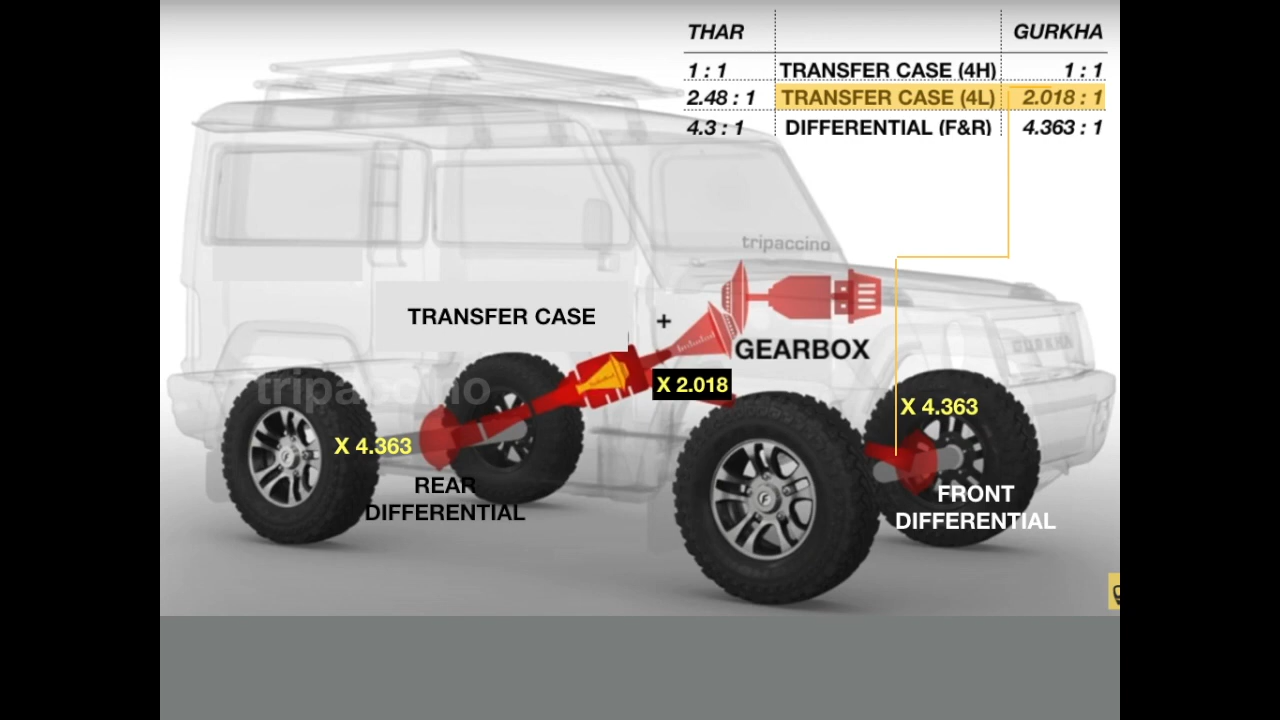 THAR GURKHA
1 : 1 TRANSFER CASE (4H) 1 : 1
2.48 : 1 TRANSFER CASE (4L) 2.018 : 1
4.3 : 1 DIFFERENTIAL (F&R) 4.363 : 1
tripaccino
TRANSFER CASE +
GEARBOX
GURKHA
X 2.018
tripaccino
X 4.363
X 4.363
REAR
DIFFERENTIAL
FRONT
DIFFERENTIAL